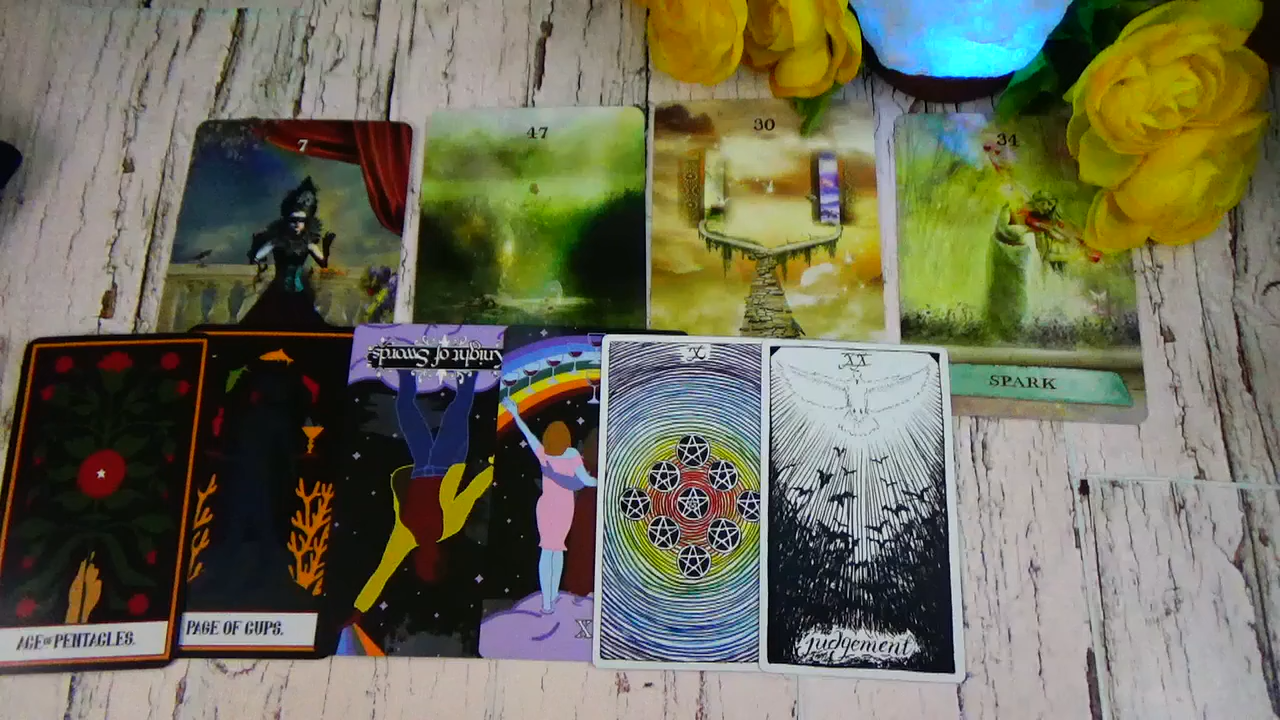 7
47
30
34
SPARK
Knight of Swords
X
XX
ACE OF PENTACLES.
PAGE OF CUPS.
X
judgement